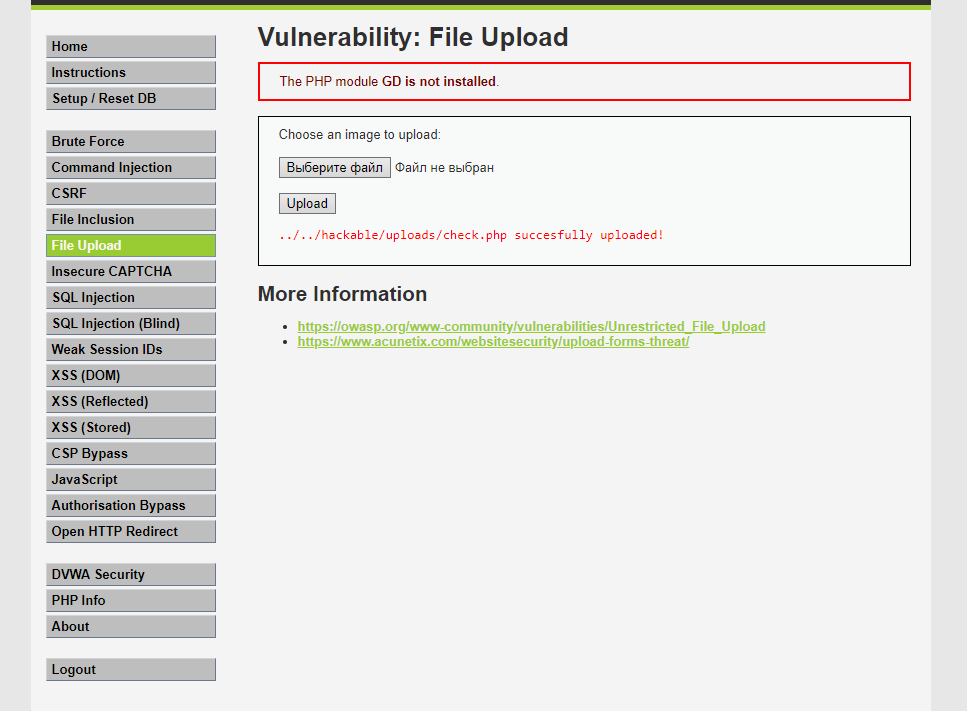 Home
Instructions
Setup / Reset DB
Brute Force
Command Injection
CSRF
File Inclusion
File Upload
Insecure CAPTCHA
SQL Injection
SQL Injection (Blind)
Weak Session IDs
XSS (DOM)
XSS (Reflected)
XSS (Stored)
CSP Bypass
JavaScript
Authorisation Bypass
Open HTTP Redirect
DVWA Security
PHP Info
About
Logout
Vulnerability: File Upload
The PHP module GD is not installed.
Choose an image to upload:
Выберите файл Файл не выбран
Upload
../../hackable/uploads/check.php succesfully uploaded!
More Information
https://owasp.org/www-community/vulnerabilities/Unrestricted_File_Upload
https://www.acunetix.com/websitesecurity/upload-forms-threat/